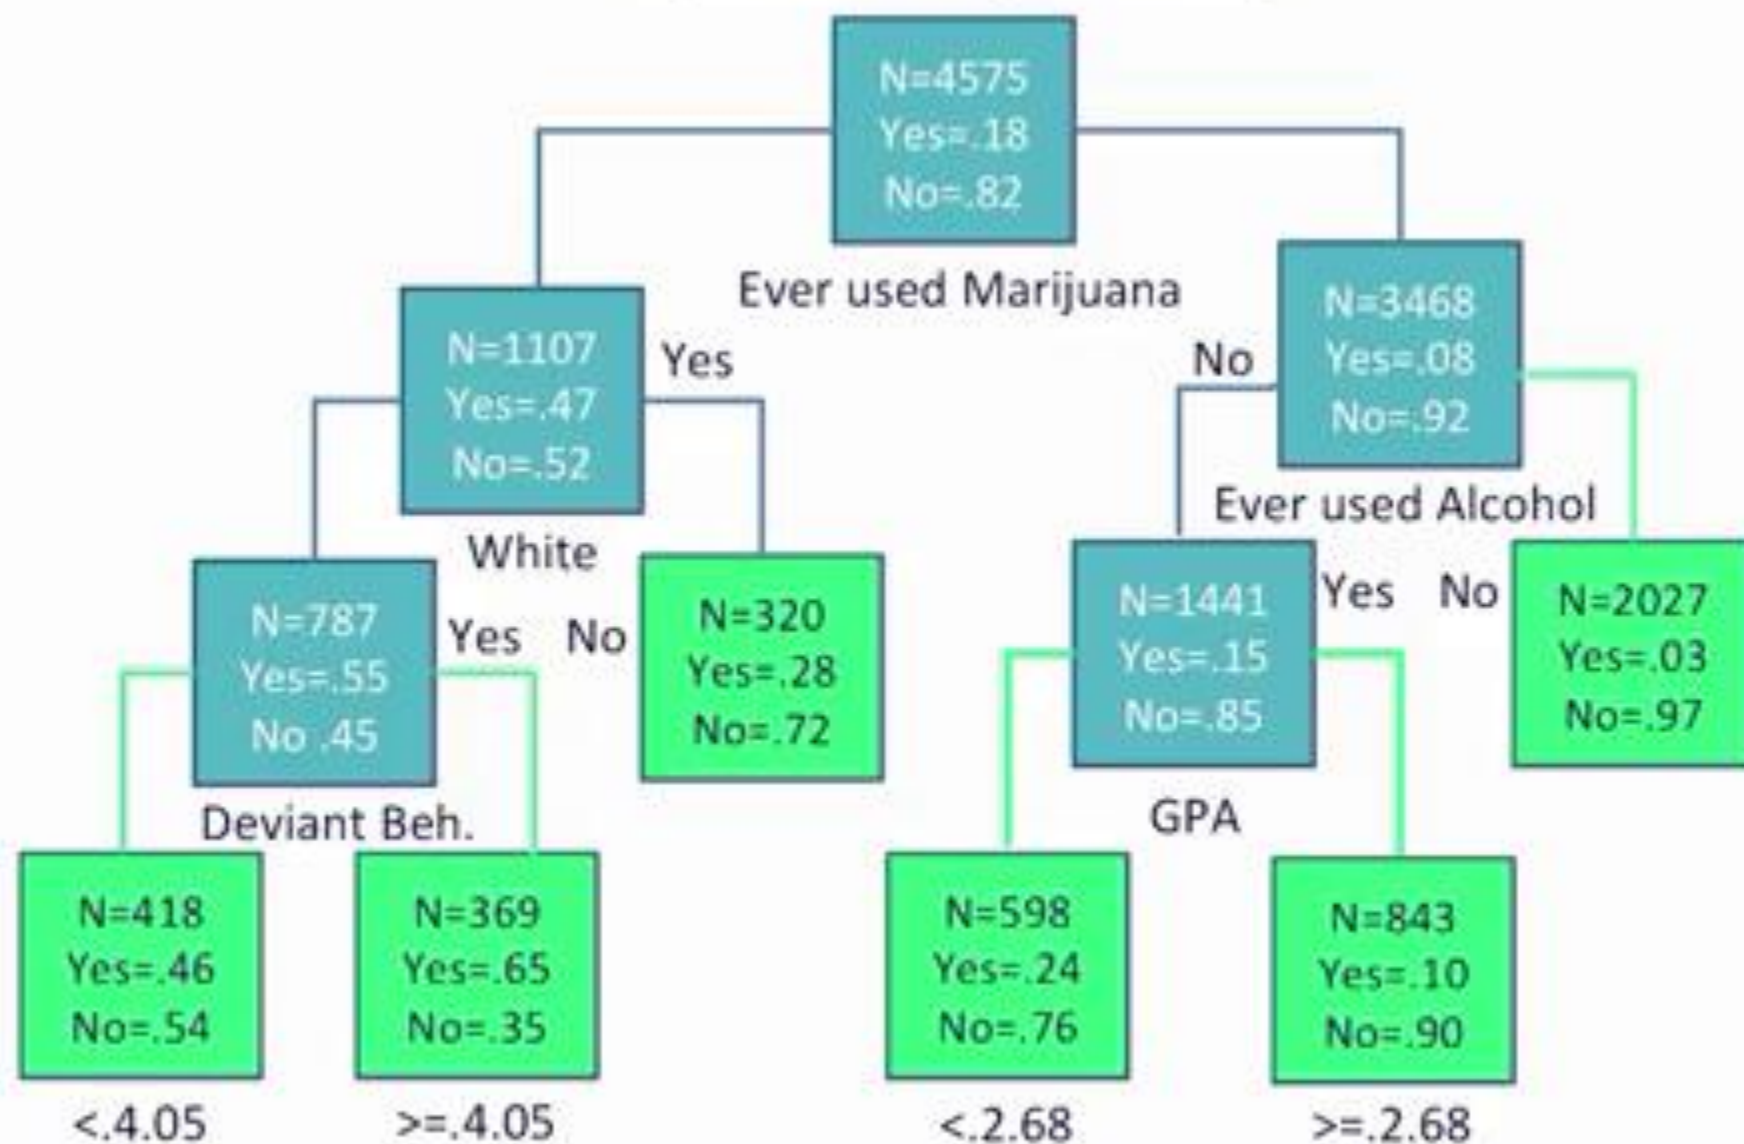 N=4575
Yes=.18
No=.82
Ever used Marijuana
N=1107
Yes=.47
No=.52
Yes
No
N=3468
Yes=.08
No=.92
White
Ever used Alcohol
N=787
Yes=.55
No .45
Yes No
N=320
Yes=.28
No=.72
N=1441
Yes=.15
No=.85
Yes No
N=2027
Yes=.03
No=.97
Deviant Beh.
GPA
N=418
Yes=.46
No=.54
N=369
Yes=.65
No=.35
N=598
Yes=.24
No=.76
N=843
Yes=.10
No=.90
<.4.05
>=.4.05
<.2.68
>=.2.68